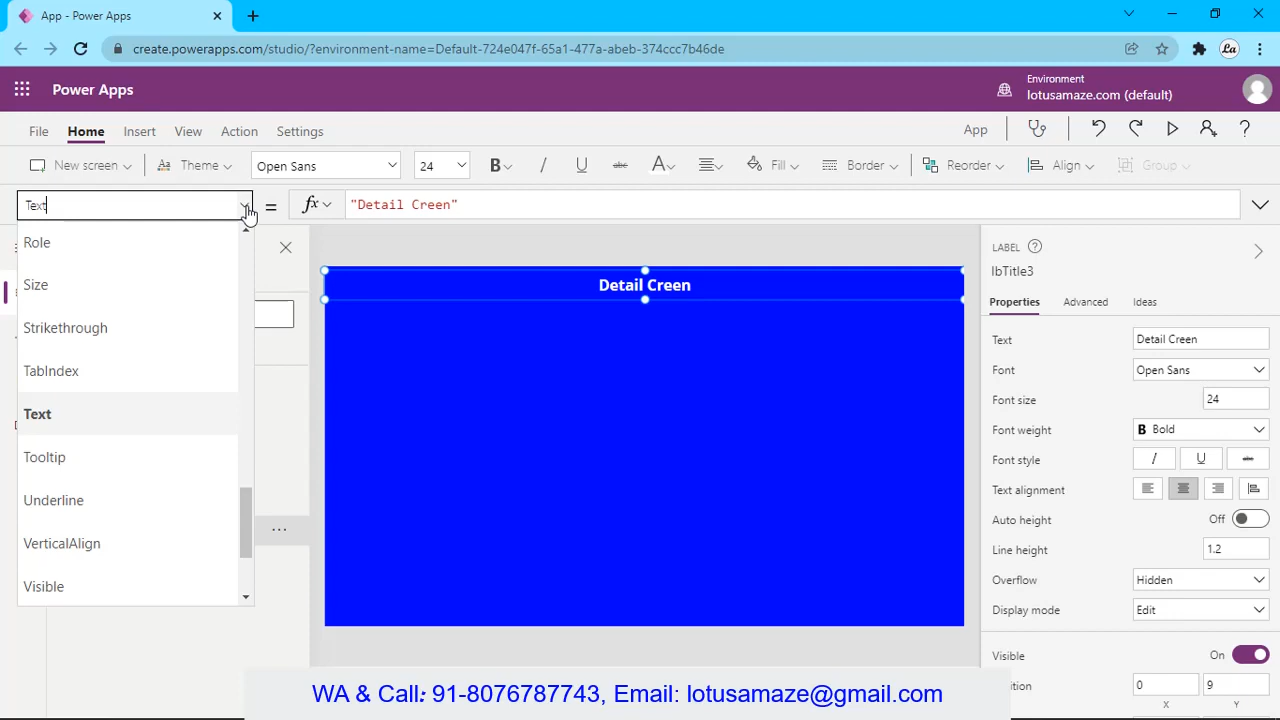 App - Power Apps
create.powerapps.com/studio/?environment-name=Default-724e047f-65a1-477a-abeb-374ccc7b46de
La
Power Apps
Environment
lotusamaze.com (default)
File Home Insert View Action Settings App
New screen Theme Open Sans 24 B A Fill Border Reorder Align Group
Text = fx "Detail Creen"
Role
Size
Strikethrough
TabIndex
Text
Tooltip
Underline
VerticalAlign
Visible
Detail Creen
LABEL
lbTitle3
Properties Advanced Ideas
Text Detail Creen
Font Open Sans
Font size 24
Font weight B Bold
Font style / U abc
Text alignment
Auto height Off
Line height 1.2
Overflow Hidden
Display mode Edit
Visible On
0 9
X Y
WA & Call: 91-8076787743, Email: lotusamaze@gmail.com